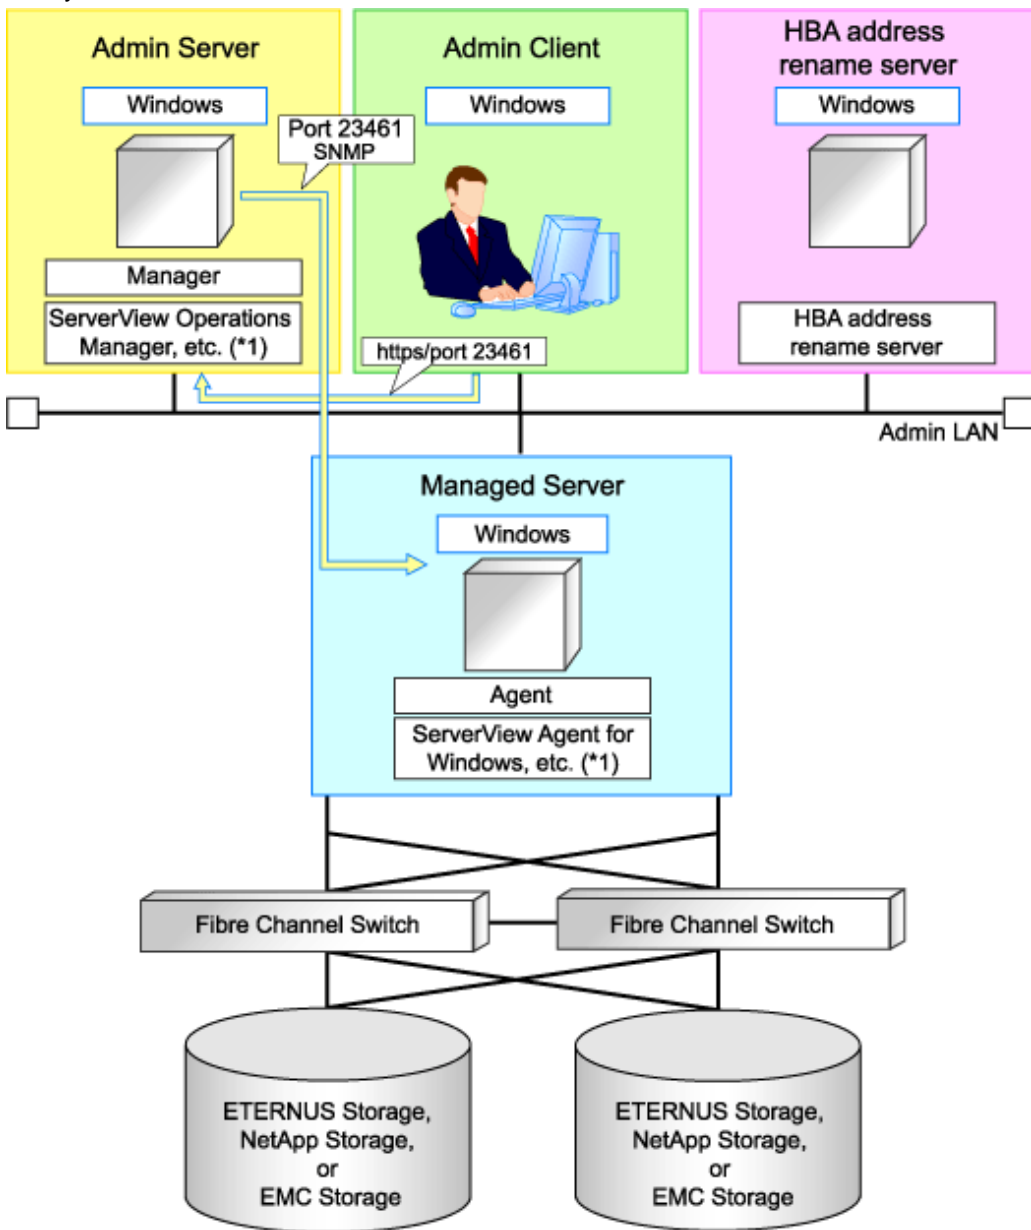 Admin Server
Windows
Port 23461
SNMP
Manager
ServerView Operations
Manager, etc. (*1)
Admin Client
Windows
https/port 23461
HBA address
rename server
Windows
HBA address
rename server
Admin LAN
Managed Server
Windows
Agent
ServerView Agent for
Windows, etc. (*1)
Fibre Channel Switch
Fibre Channel Switch
ETERNUS Storage,
NetApp Storage,
or
EMC Storage
ETERNUS Storage,
NetApp Storage,
or
EMC Storage